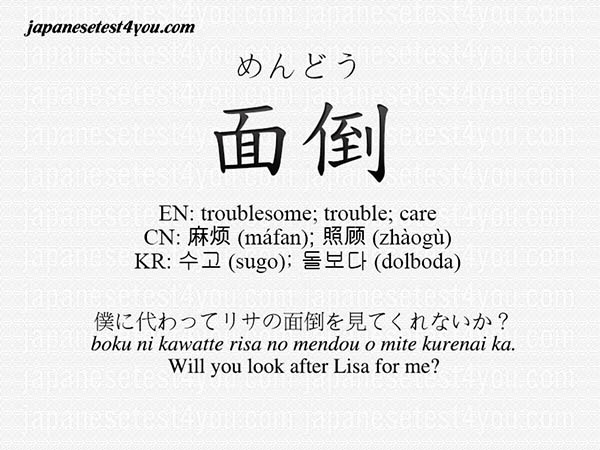 japanesetest4you.com
めんどう
面倒
EN: troublesome; trouble; care
CN: 麻烦 (máfan); 照顾 (zhàogù)
KR: 수고 (sugo); 돌보다 (dolboda)
僕に代わってリサの面倒を見てくれないか？
boku ni kawatte risa no mendou o mite kurenai ka.
Will you look after Lisa for me?